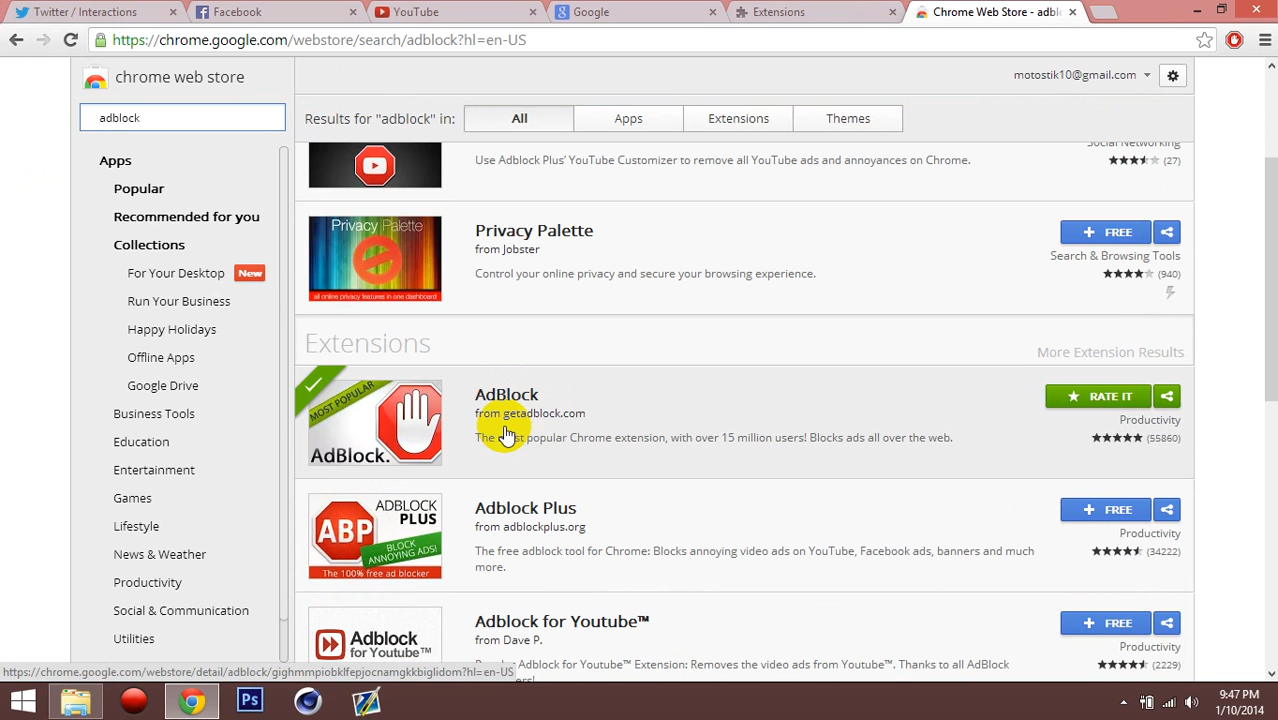 Twitter / Interactions
Facebook
YouTube
Google
Extensions
Chrome Web Store - adbl
https://chrome.google.com/webstore/search/adblock?hl=en-US
chrome web store
motostik10@gmail.com
adblock
Results for "adblock" in:
All
Apps
Extensions
Themes
Apps
Popular
Recommended for you
Collections
For Your Desktop New
Run Your Business
Happy Holidays
Offline Apps
Google Drive
Business Tools
Education
Entertainment
Games
Lifestyle
News & Weather
Productivity
Social & Communication
Utilities
Social Networking
Use Adblock Plus' YouTube Customizer to remove all YouTube ads and annoyances on Chrome.
(27)
Privacy Palette
all online privacy features in one dashboard
Privacy Palette
from Jobster
Control your online privacy and secure your browsing experience.
FREE
Search & Browsing Tools
(940)
Extensions
More Extension Results
MOST POPULAR
AdBlock.
AdBlock
from getadblock.com
The most popular Chrome extension, with over 15 million users! Blocks ads all over the web.
RATE IT
Productivity
(55860)
ABP
ADBLOCK
PLUS
BLOCK
ANNOYING ADS!
The 100% free ad blocker
Adblock Plus
from adblockplus.org
The free adblock tool for Chrome: Blocks annoying video ads on YouTube, Facebook ads, banners and much
more.
FREE
Productivity
(34222)
Adblock
for Youtube™
Adblock for Youtube™
from Dave P.
Adblock for Youtube™ Extension: Removes the video ads from Youtube™. Thanks to all AdBlock
FREE
Productivity
(2229)
https://chrome.google.com/webstore/detail/adblock/gighmmpiobklfepjocnamgkkbiglidom?hl=en-US
Ps
9:47 PM
1/10/2014